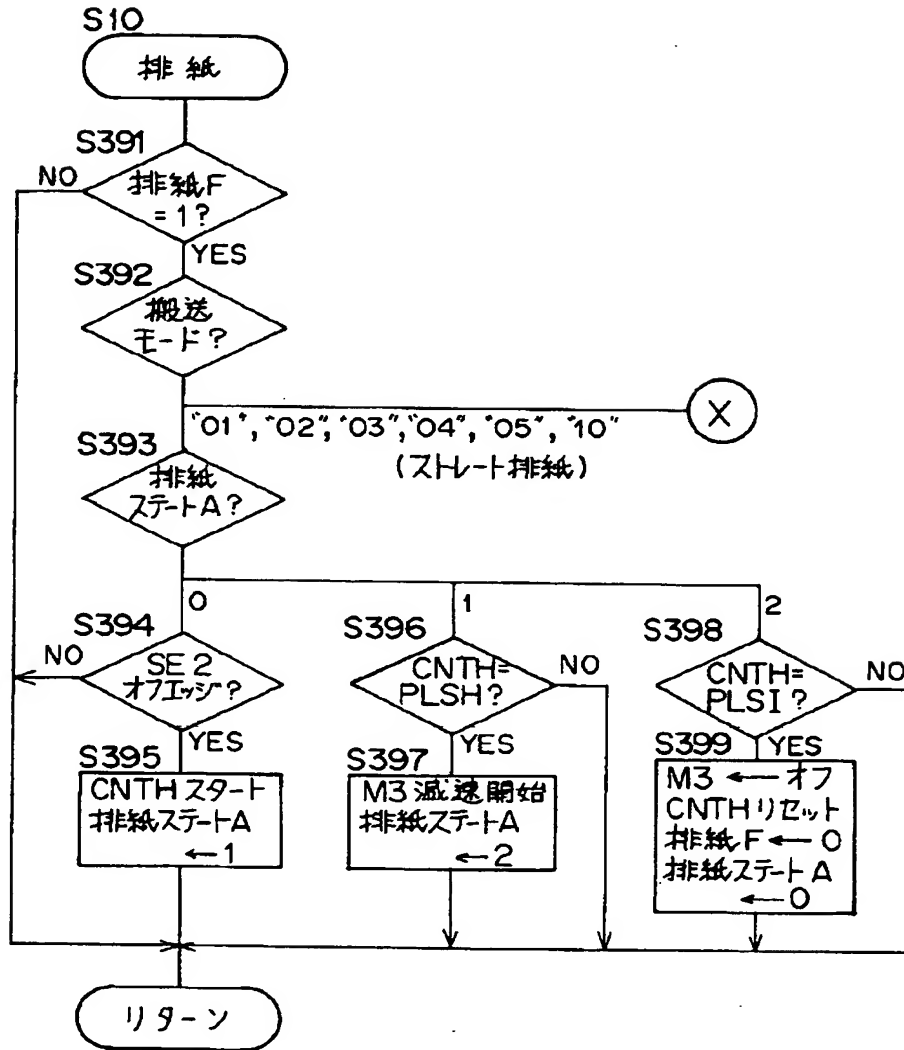 S10
排紙
S391
NO
排紙F
=1?
YES
S392
搬送
モード?
"01","02","03","04","05","10"
(ストレート排紙)
X
S393
排紙
ステートA?
0
1
2
S394
NO
SE2
オフエッジ?
YES
S396
CNTH=
PLSH?
NO
YES
S398
CNTH=
PLSI?
NO
YES
S395
CNTHスタート
排紙ステートA
←1
S397
M3減速開始
排紙ステートA
←2
S399
M3←オフ
CNTHリセット
排紙F←0
排紙ステートA
←0
リターン